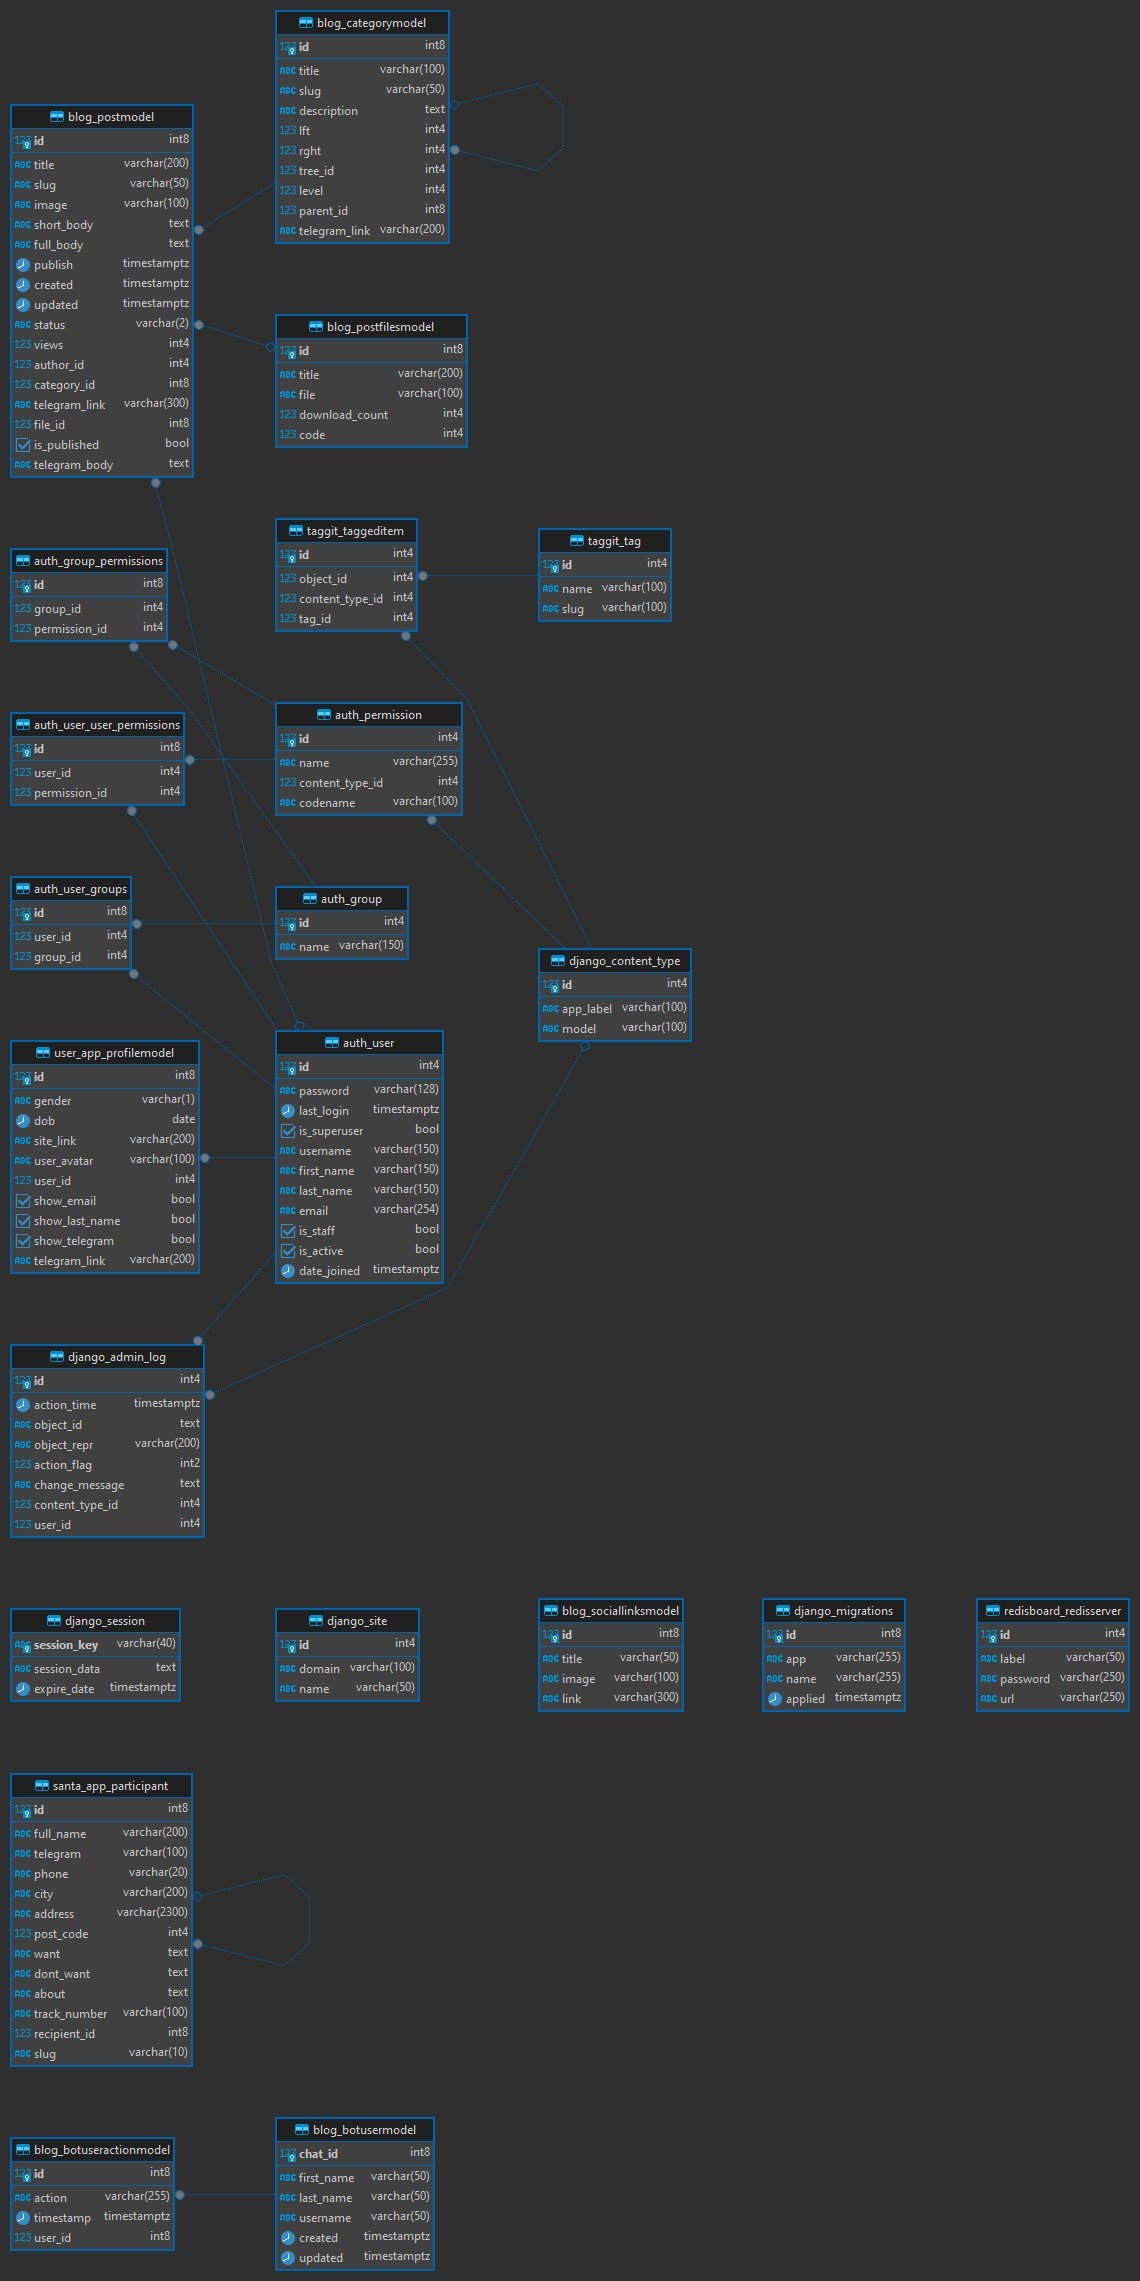 blog_categorymodel
id int8
title varchar(100)
slug varchar(50)
description text
lft int4
rght int4
tree_id int4
level int4
parent_id int8
telegram_link varchar(200)
blog_postmodel
id int8
title varchar(200)
slug varchar(50)
image varchar(100)
short_body text
full_body text
publish timestamptz
created timestamptz
updated timestamptz
status varchar(2)
views int4
author_id int4
category_id int8
telegram_link varchar(300)
file_id int8
is_published bool
telegram_body text
blog_postfilesmodel
id int8
title varchar(200)
file varchar(100)
download_count int4
code int4
taggit_taggeditem
id int4
object_id int4
content_type_id int4
tag_id int4
taggit_tag
id int4
name varchar(100)
slug varchar(100)
auth_group_permissions
id int8
group_id int4
permission_id int4
auth_user_user_permissions
id int8
user_id int4
permission_id int4
auth_permission
id int4
name varchar(255)
content_type_id int4
codename varchar(100)
auth_user_groups
id int8
user_id int4
group_id int4
auth_group
id int4
name varchar(150)
django_content_type
id int4
app_label varchar(100)
model varchar(100)
user_app_profilemodel
id int8
gender varchar(1)
dob date
site_link varchar(200)
user_avatar varchar(100)
user_id int4
show_email bool
show_last_name bool
show_telegram bool
telegram_link varchar(200)
auth_user
id int4
password varchar(128)
last_login timestamptz
is_superuser bool
username varchar(150)
first_name varchar(150)
last_name varchar(150)
email varchar(254)
is_staff bool
is_active bool
date_joined timestamptz
django_admin_log
id int4
action_time timestamptz
object_id text
object_repr varchar(200)
action_flag int2
change_message text
content_type_id int4
user_id int4
django_session
session_key varchar(40)
session_data text
expire_date timestamptz
django_site
id int4
domain varchar(100)
name varchar(50)
blog_sociallinksmodel
id int8
title varchar(50)
image varchar(100)
link varchar(300)
django_migrations
id int8
app varchar(255)
name varchar(255)
applied timestamptz
redisboard_redisserver
id int4
label varchar(50)
password varchar(250)
url varchar(250)
santa_app_participant
id int8
full_name varchar(200)
telegram varchar(100)
phone varchar(20)
city varchar(200)
address varchar(2300)
post_code int4
want text
dont_want text
about text
track_number varchar(100)
recipient_id int8
slug varchar(10)
blog_botuseractionmodel
id int8
action varchar(255)
timestamp timestamptz
user_id int8
blog_botusermodel
chat_id int8
first_name varchar(50)
last_name varchar(50)
username varchar(50)
created timestamptz
updated timestamptz